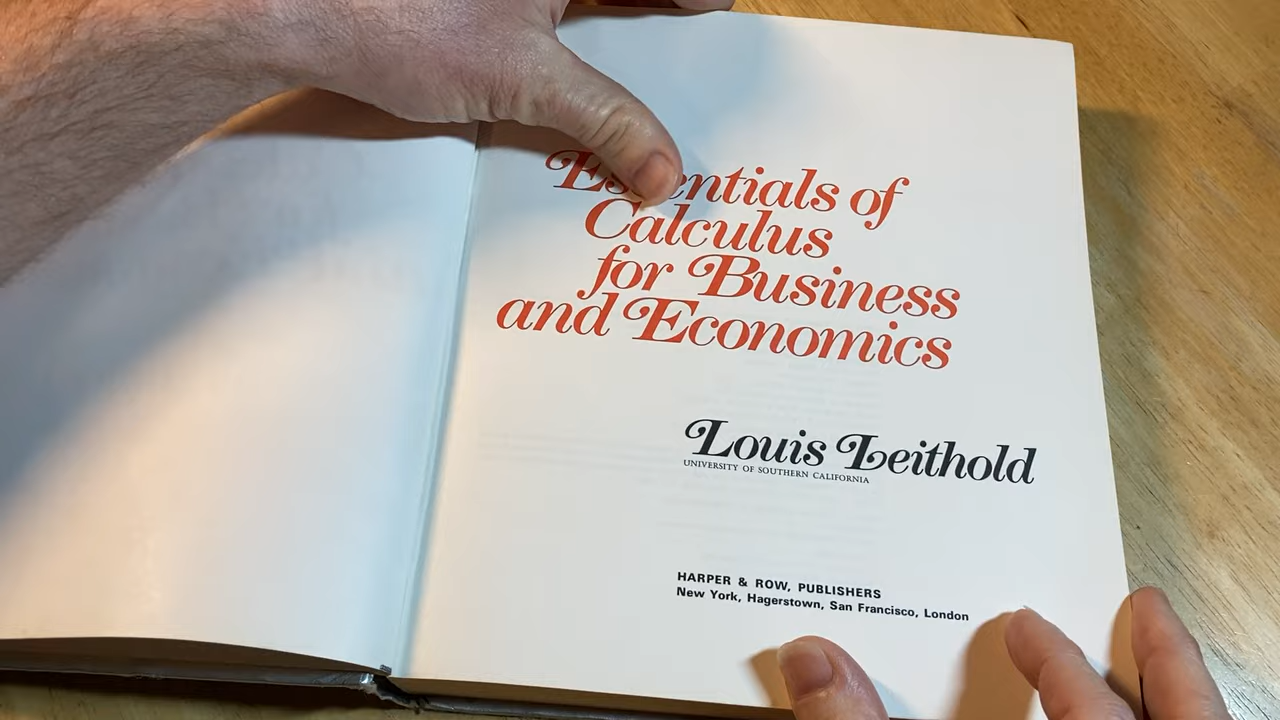 Essentials of
Calculus
for Business
and Economics
Louis Leithold
UNIVERSITY OF SOUTHERN CALIFORNIA
HARPER & ROW, PUBLISHERS
New York, Hagerstown, San Francisco, London